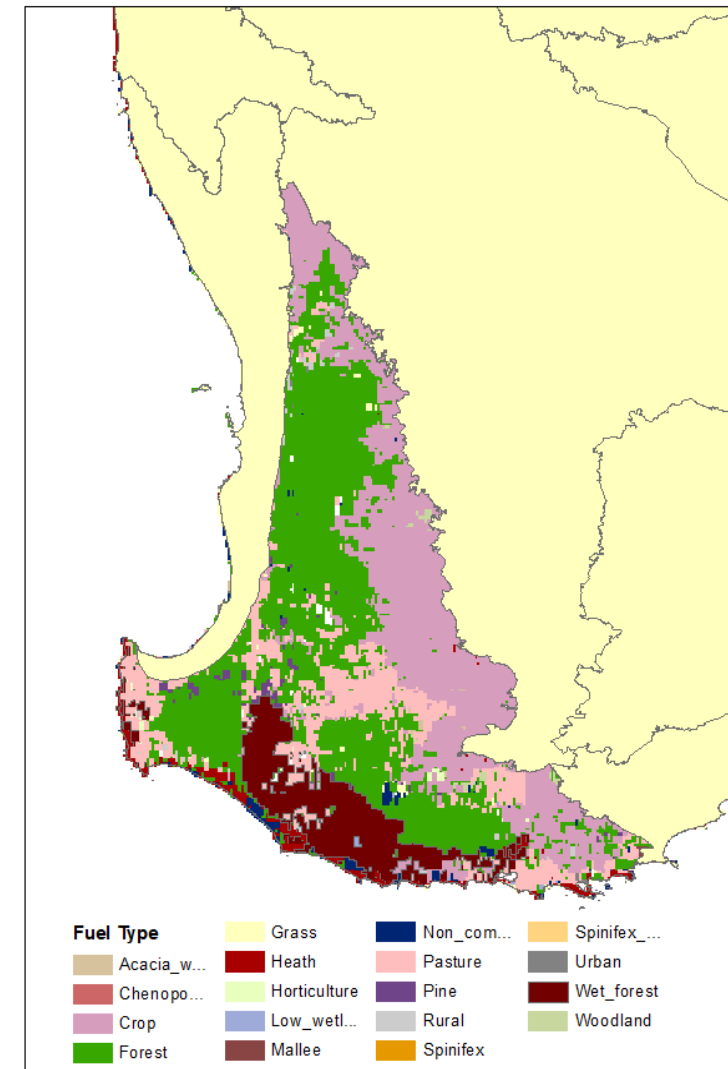 Fuel Type
Acacia_w...
Chenopo...
Crop
Forest
Grass
Heath
Horticulture
Low_wetl...
Mallee
Non_com...
Pasture
Pine
Rural
Spinifex
Spinifex_...
Urban
Wet_forest
Woodland